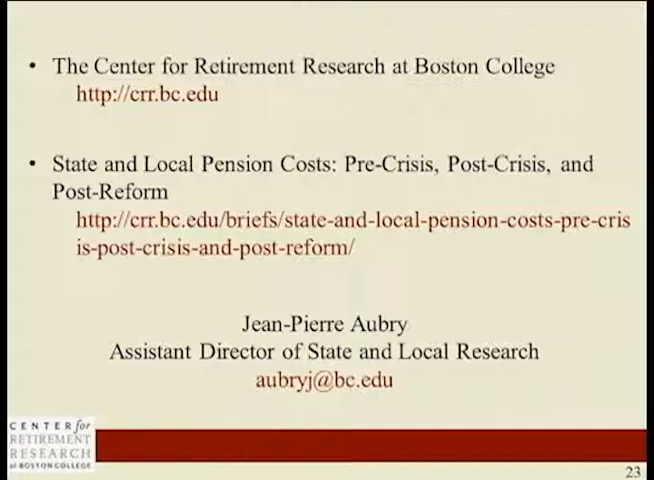 • The Center for Retirement Research at Boston College
http://crr.bc.edu
• State and Local Pension Costs: Pre-Crisis, Post-Crisis, and
Post-Reform
http://crr.bc.edu/briefs/state-and-local-pension-costs-pre-cris
is-post-crisis-and-post-reform/
Jean-Pierre Aubry
Assistant Director of State and Local Research
aubryj@bc.edu
CENTER for
RETIREMENT
RESEARCH
at BOSTON COLLEGE
23